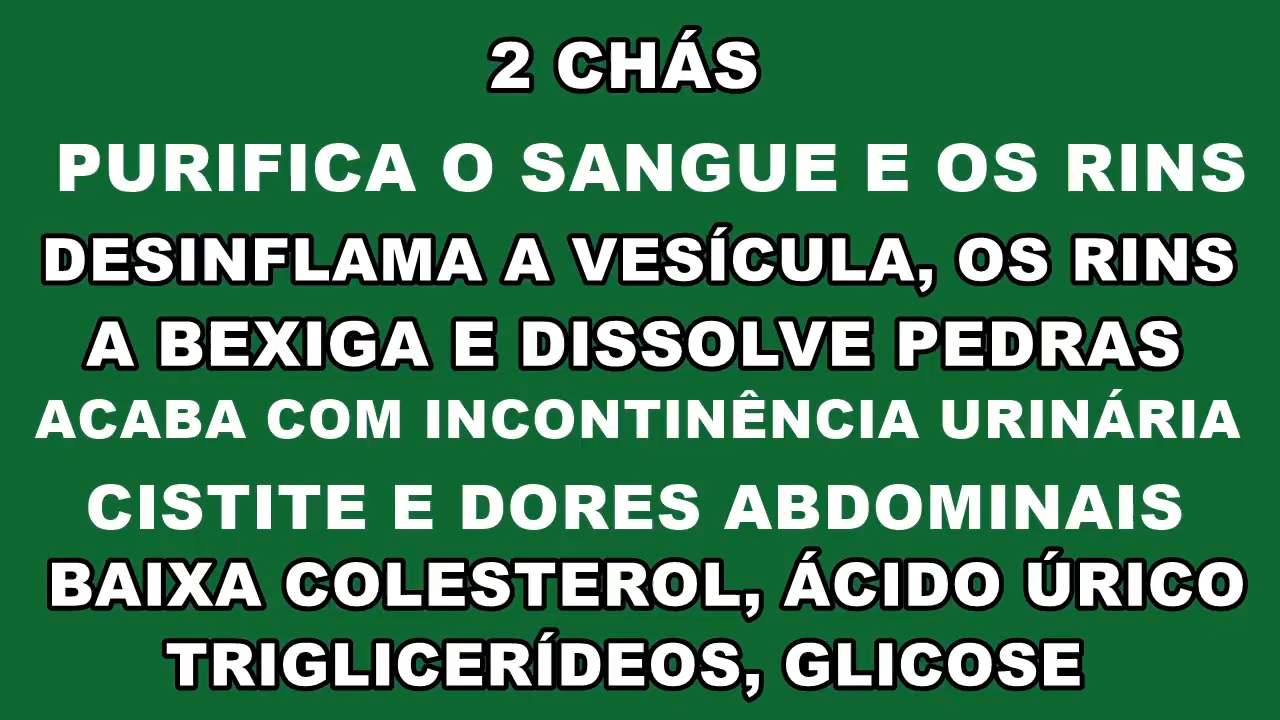 2 CHÁS
PURIFICA O SANGUE E OS RINS
DESINFLAMA A VESÍCULA, OS RINS
A BEXIGA E DISSOLVE PEDRAS
ACABA COM INCONTINÊNCIA URINÁRIA
CISTITE E DORES ABDOMINAIS
BAIXA COLESTEROL, ÁCIDO ÚRICO
TRIGLICERÍDEOS, GLICOSE